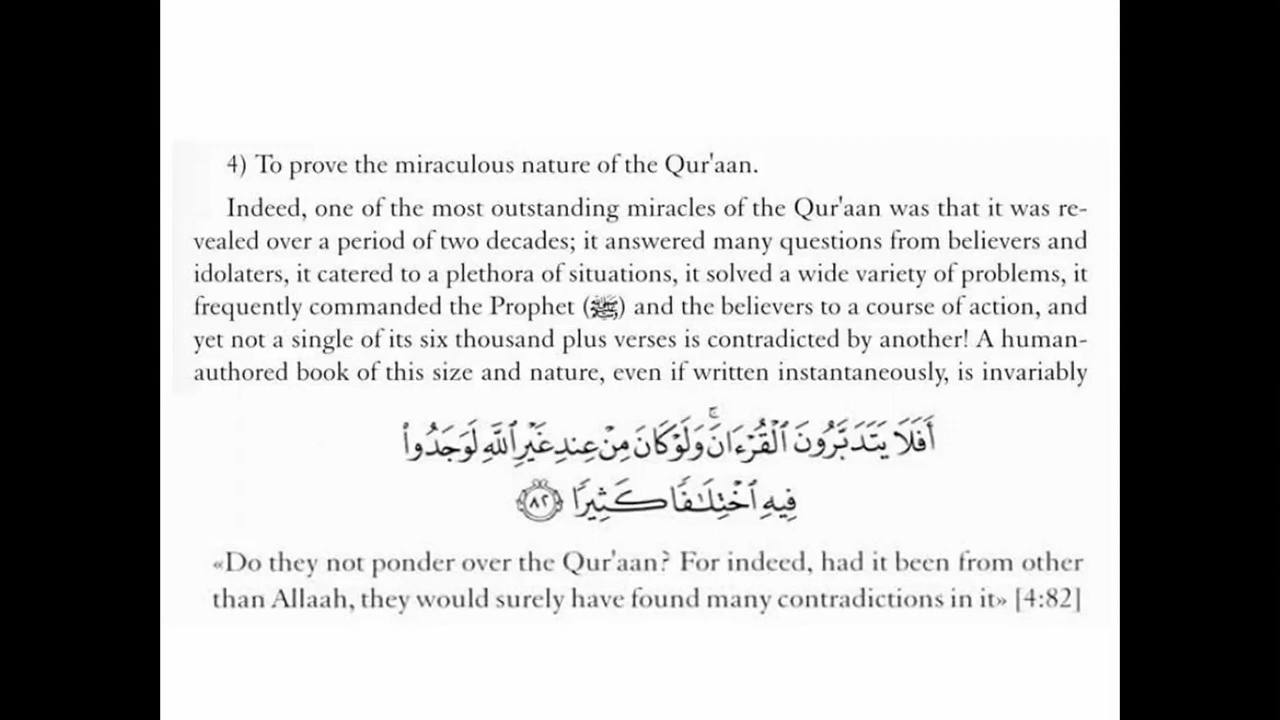 4) To prove the miraculous nature of the Qur'aan.
Indeed, one of the most outstanding miracles of the Qur'aan was that it was re-
vealed over a period of two decades; it answered many questions from believers and
idolaters, it catered to a plethora of situations, it solved a wide variety of problems, it
frequently commanded the Prophet (ﷺ) and the believers to a course of action, and
yet not a single of its six thousand plus verses is contradicted by another! A human-
authored book of this size and nature, even if written instantaneously, is invariably
أَفَلَا يَتَدَبَّرُونَ ٱلْقُرْءَانَ ۚ وَلَوْ كَانَ مِنْ عِندِ غَيْرِ ٱللَّهِ لَوَجَدُوا۟
فِيهِ ٱخْتِلَـٰفًا كَثِيرًا ٨٢
«Do they not ponder over the Qur'aan? For indeed, had it been from other
than Allaah, they would surely have found many contradictions in it» [4:82]